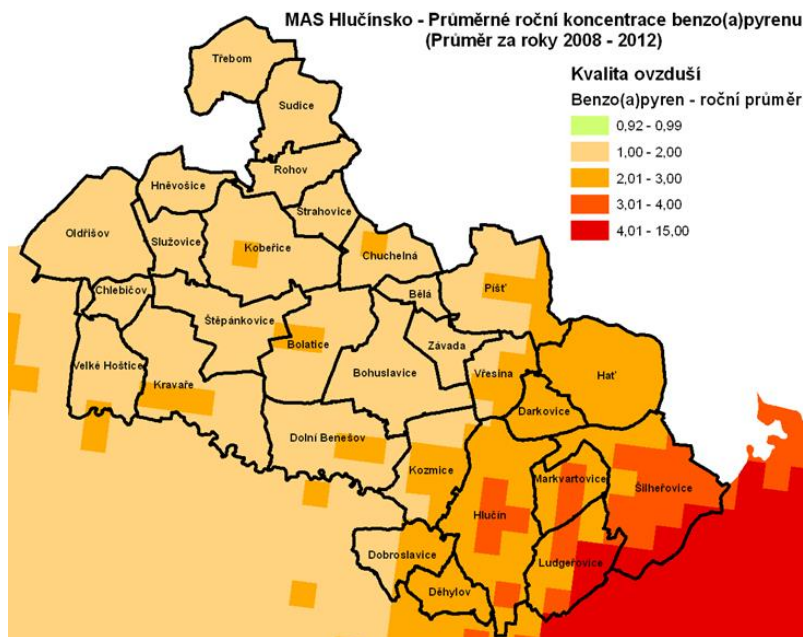 MAS Hlučínsko - Průměrné roční koncentrace benzo(a)pyrenu
(Průměr za roky 2008 - 2012)
Kvalita ovzduší
Benzo(a)pyren - roční průměr
0,92 - 0,99
1,00 - 2,00
2,01 - 3,00
3,01 - 4,00
4,01 - 15,00
Třebom
Sudice
Rohov
Hněvošice
Strahovice
Oldřišov
Služovice
Kobeřice
Chuchelná
Chlebičov
Bělá
Píšť
Štěpánkovice
Bolatice
Závada
Velké Hoštice
Kravaře
Bohuslavice
Vřesina
Hať
Darkovice
Dolní Benešov
Kozmice
Markvartovice
Šilheřovice
Hlučín
Dobroslavice
Ludgeřovice
Děhylov